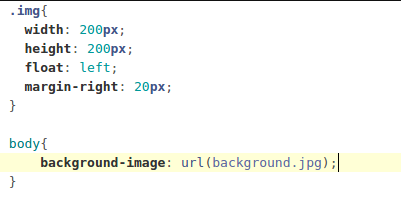 .img{
  width: 200px;
  height: 200px;
  float: left;
  margin-right: 20px;
}

body{
    background-image: url(background.jpg);
}